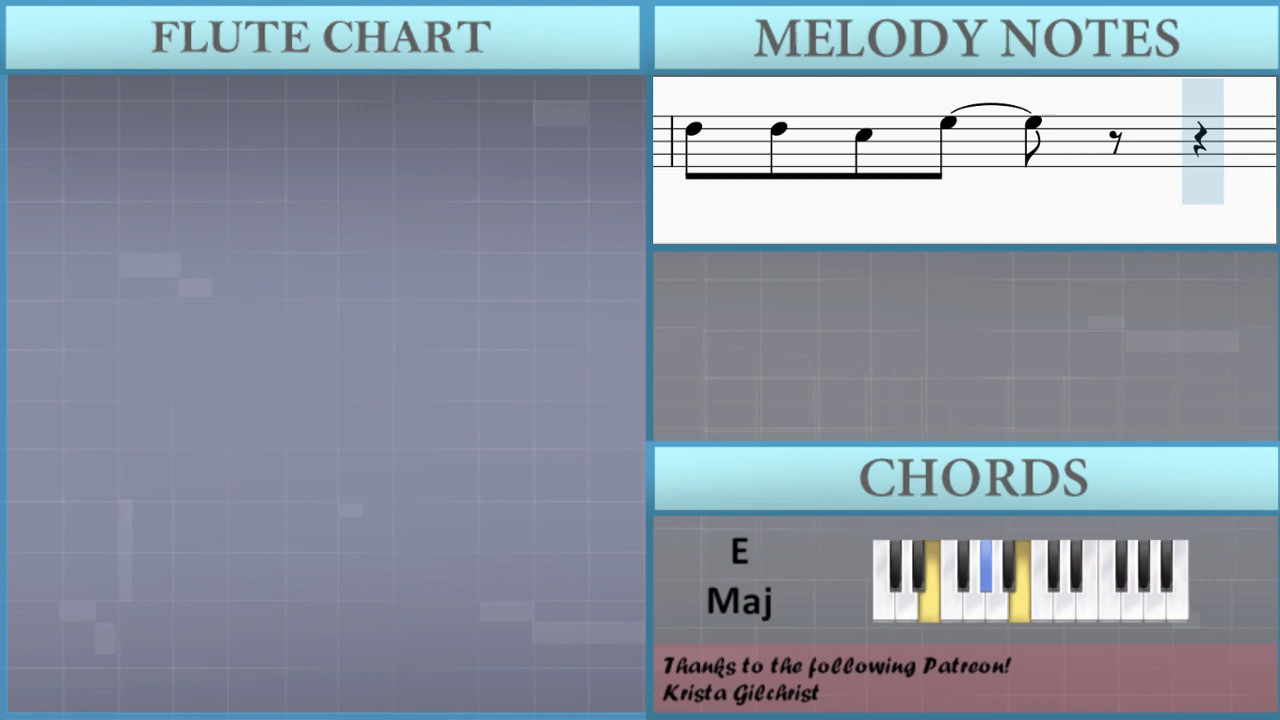 FLUTE CHART
MELODY NOTES
CHORDS
E
Maj
Thanks to the following Patreon!
Krista Gilchrist